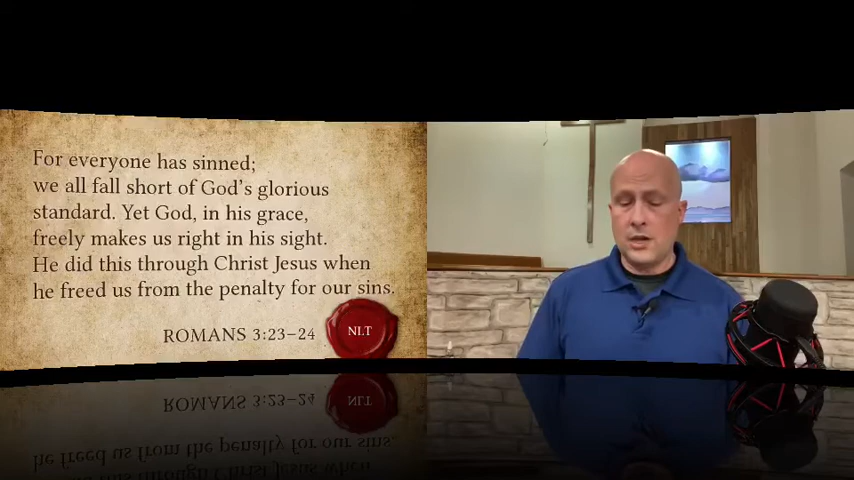 For everyone has sinned;
we all fall short of God's glorious
standard. Yet God, in his grace,
freely makes us right in his sight.
He did this through Christ Jesus when
he freed us from the penalty for our sins.
ROMANS 3:23–24
NLT